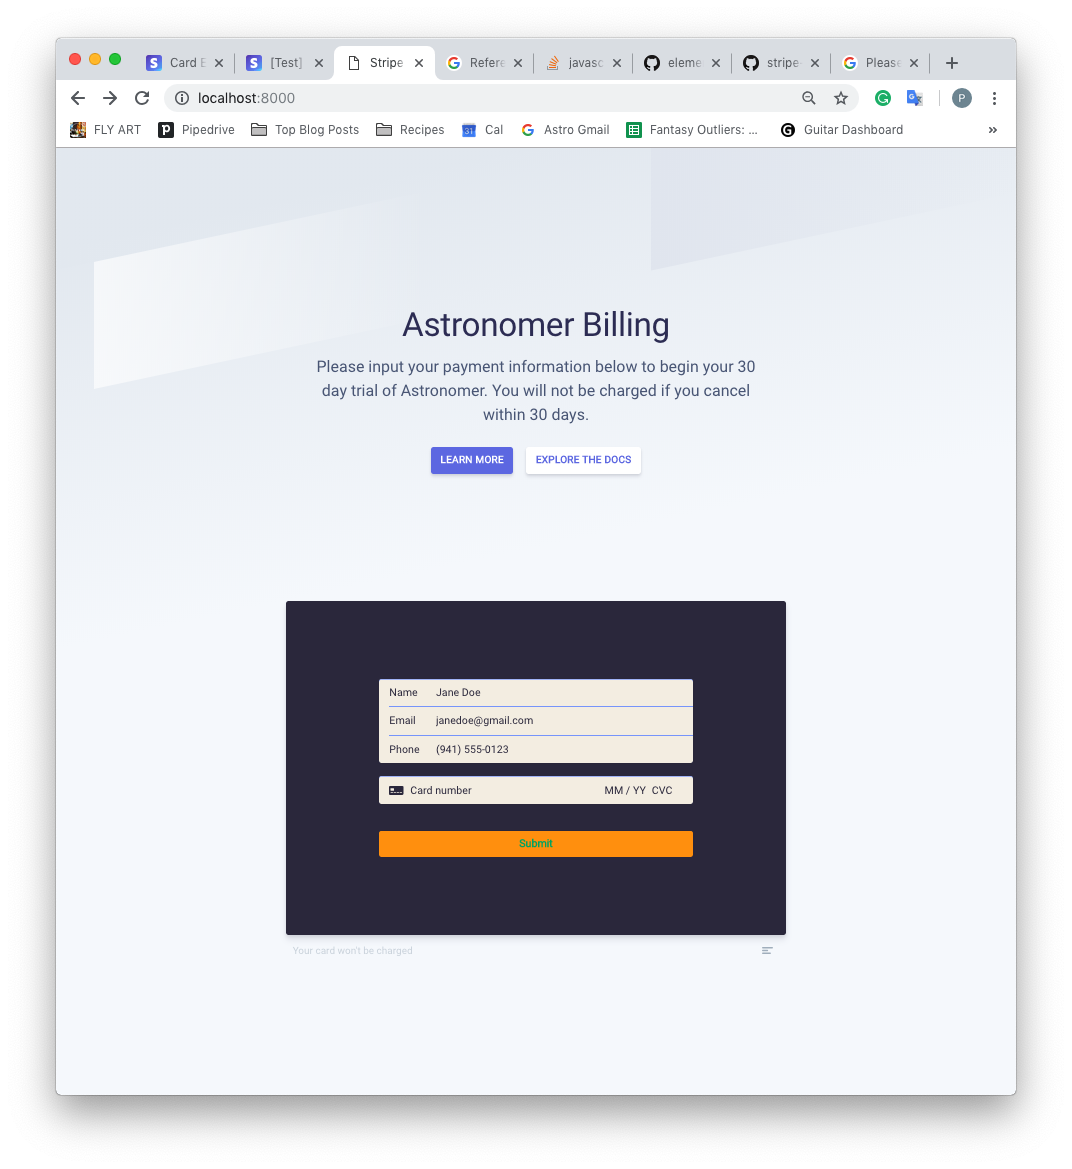 Card E
[Test]
Stripe
Refere
javasc
eleme
stripe-
Please
localhost:8000
P
FLY ART
Pipedrive
Top Blog Posts
Recipes
31
Cal
Astro Gmail
Fantasy Outliers: ...
Guitar Dashboard
»
Astronomer Billing
Please input your payment information below to begin your 30
day trial of Astronomer. You will not be charged if you cancel
within 30 days.
LEARN MORE
EXPLORE THE DOCS
Name Jane Doe
Email janedoe@gmail.com
Phone (941) 555-0123
Card number MM / YY CVC
Submit
Your card won't be charged